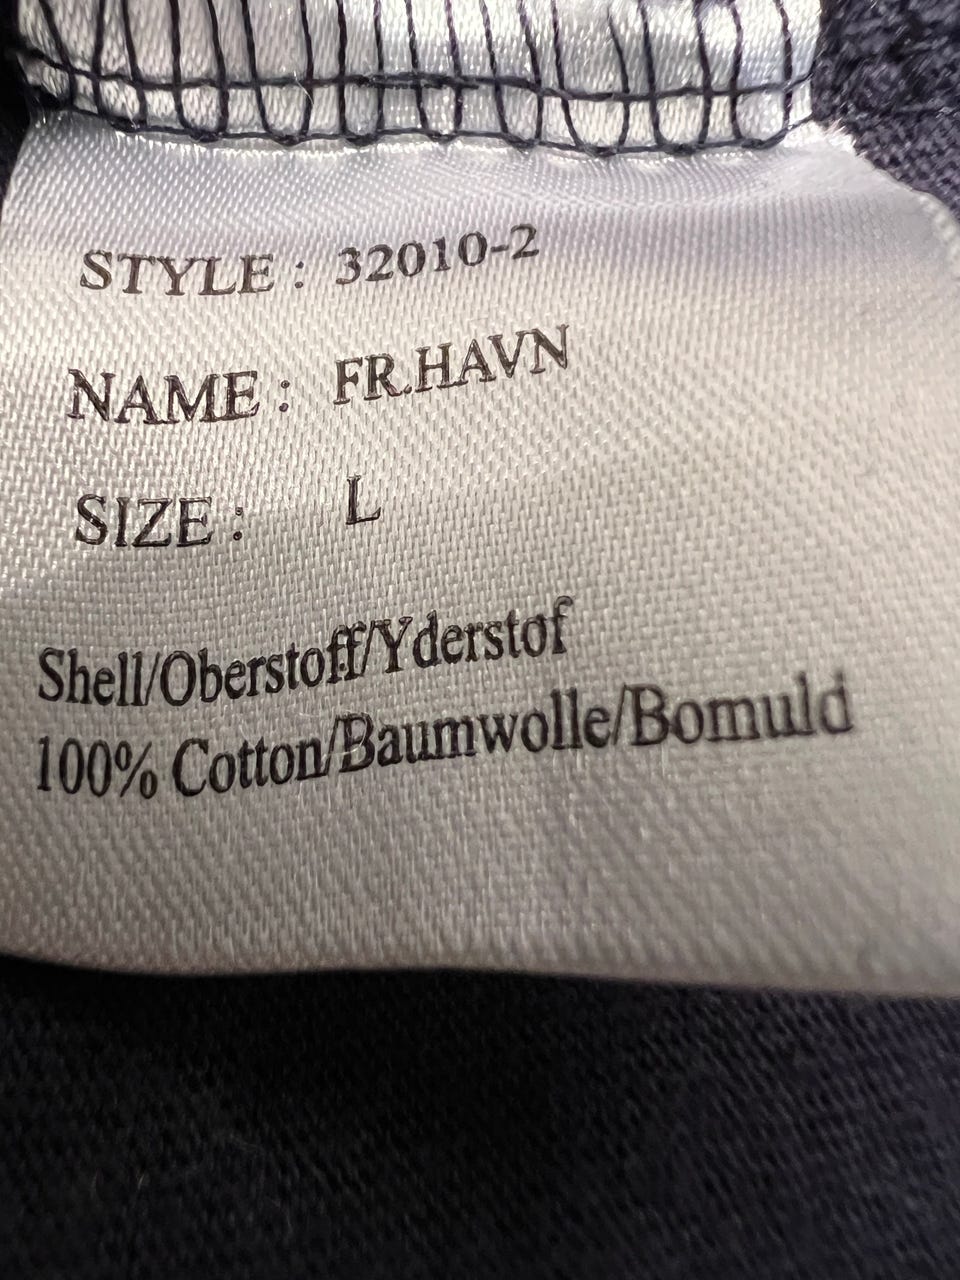 STYLE : 32010-2
NAME : FR.HAVN
SIZE : L
Shell/Oberstoff/Yderstof
100% Cotton/Baumwolle/Bomuld